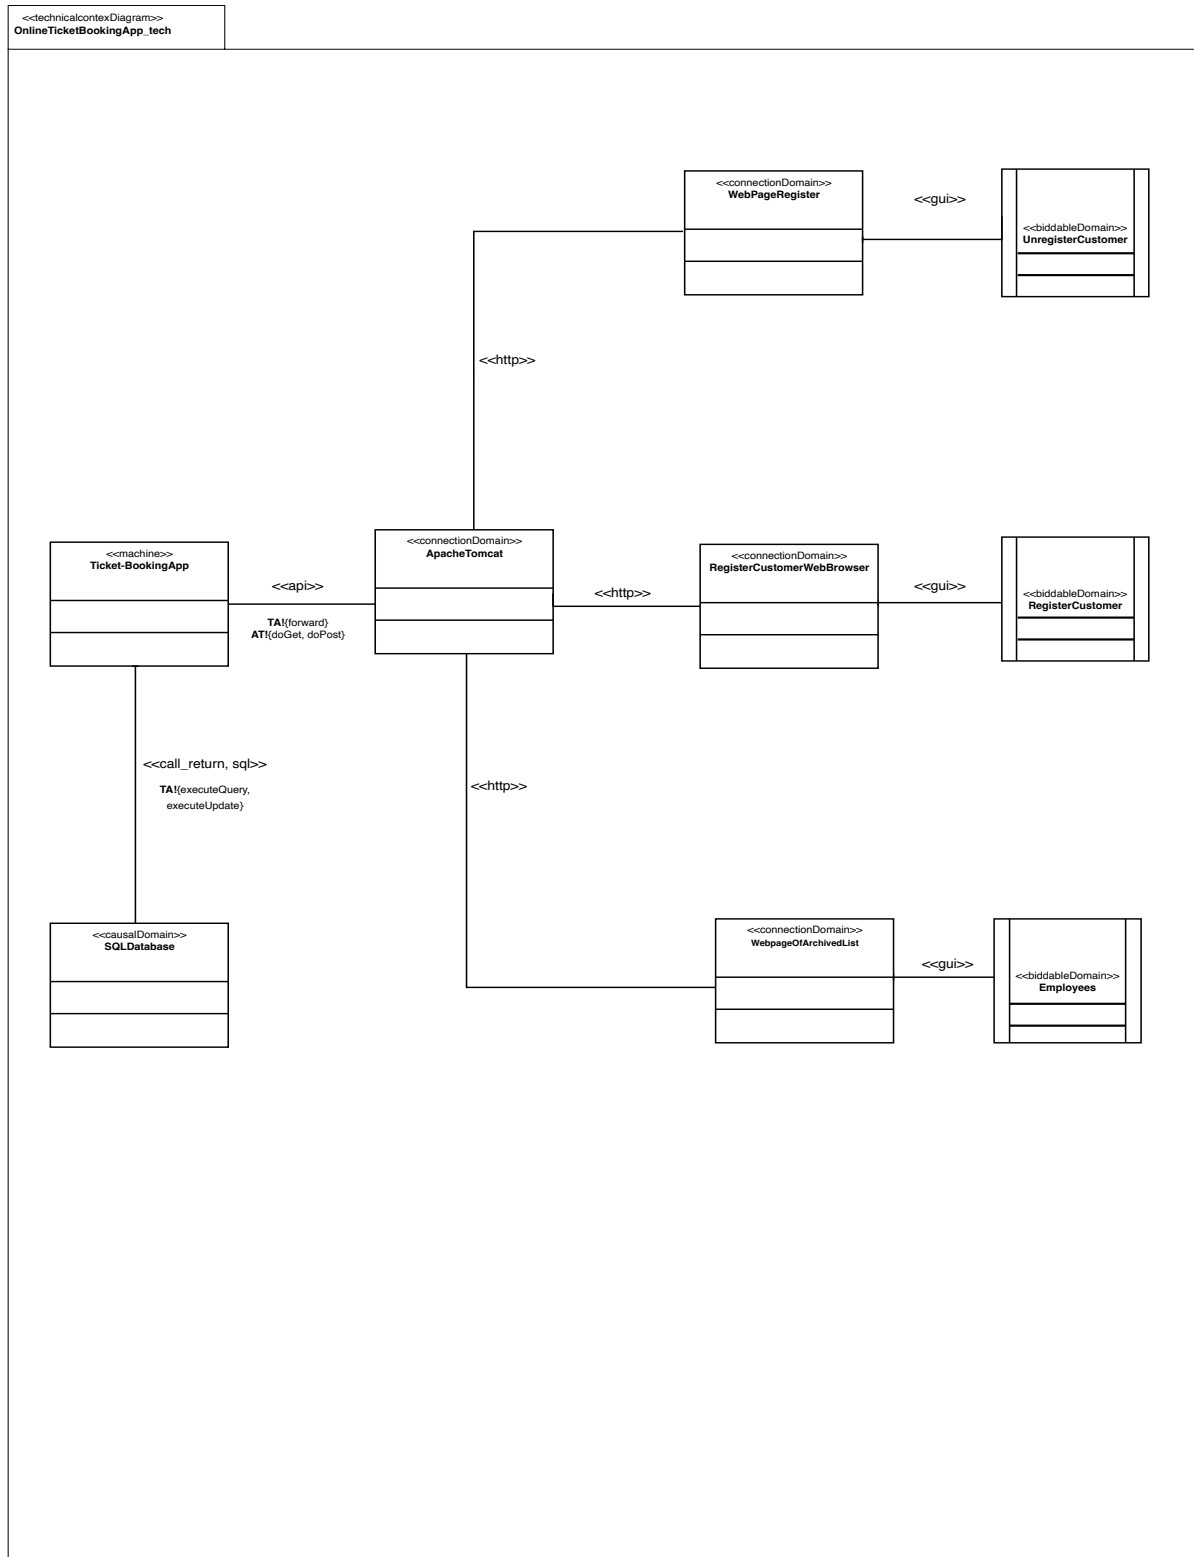 <<technicalcontexDiagram>>
OnlineTicketBookingApp_tech
<<connectionDomain>>
WebPageRegister
<<gui>>
<<biddableDomain>>
UnregisterCustomer
<<http>>
<<machine>>
Ticket-BookingApp
<<api>>
TA!{forward}
AT!{doGet, doPost}
<<connectionDomain>>
ApacheTomcat
<<http>>
<<connectionDomain>>
RegisterCustomerWebBrowser
<<gui>>
<<biddableDomain>>
RegisterCustomer
<<call_return, sql>>
TA!{executeQuery,
executeUpdate}
<<http>>
<<causalDomain>>
SQLDatabase
<<connectionDomain>>
WebpageOfArchivedList
<<gui>>
<<biddableDomain>>
Employees